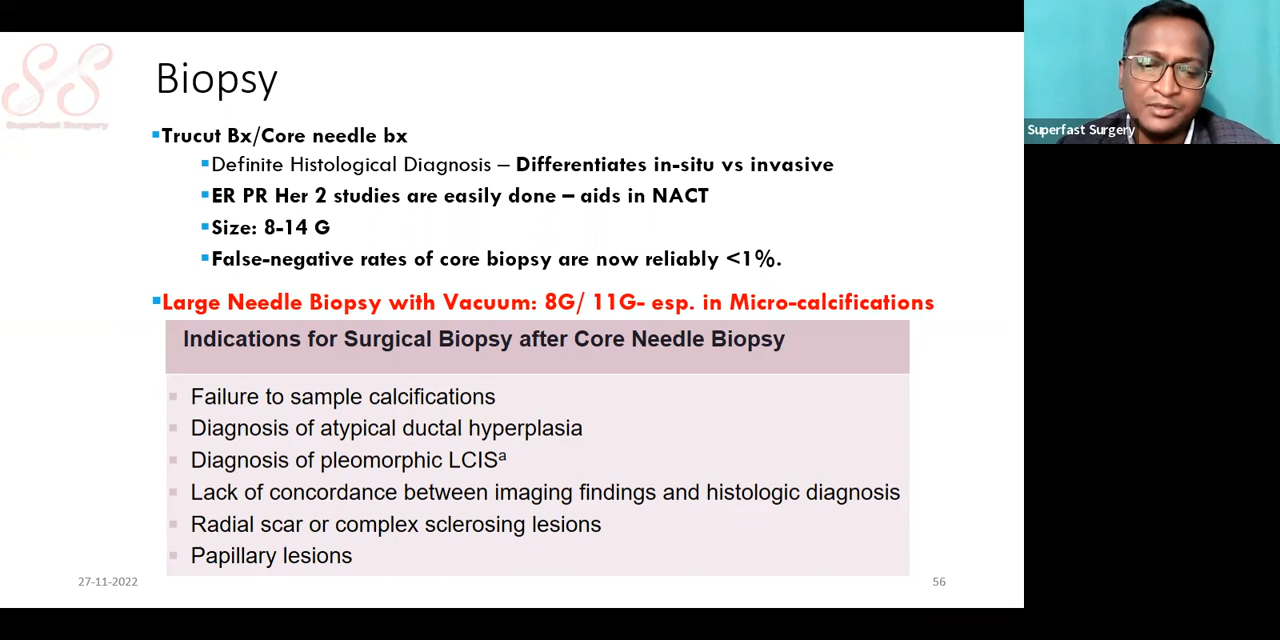 SS
Superfast Surgery
Biopsy
Trucut Bx/Core needle bx
Definite Histological Diagnosis – Differentiates in-situ vs invasive
ER PR Her 2 studies are easily done – aids in NACT
Size: 8-14 G
False-negative rates of core biopsy are now reliably <1%.
Large Needle Biopsy with Vacuum: 8G/ 11G- esp. in Micro-calcifications
Indications for Surgical Biopsy after Core Needle Biopsy
Failure to sample calcifications
Diagnosis of atypical ductal hyperplasia
Diagnosis of pleomorphic LCISᵃ
Lack of concordance between imaging findings and histologic diagnosis
Radial scar or complex sclerosing lesions
Papillary lesions
27-11-2022
56
Superfast Surgery